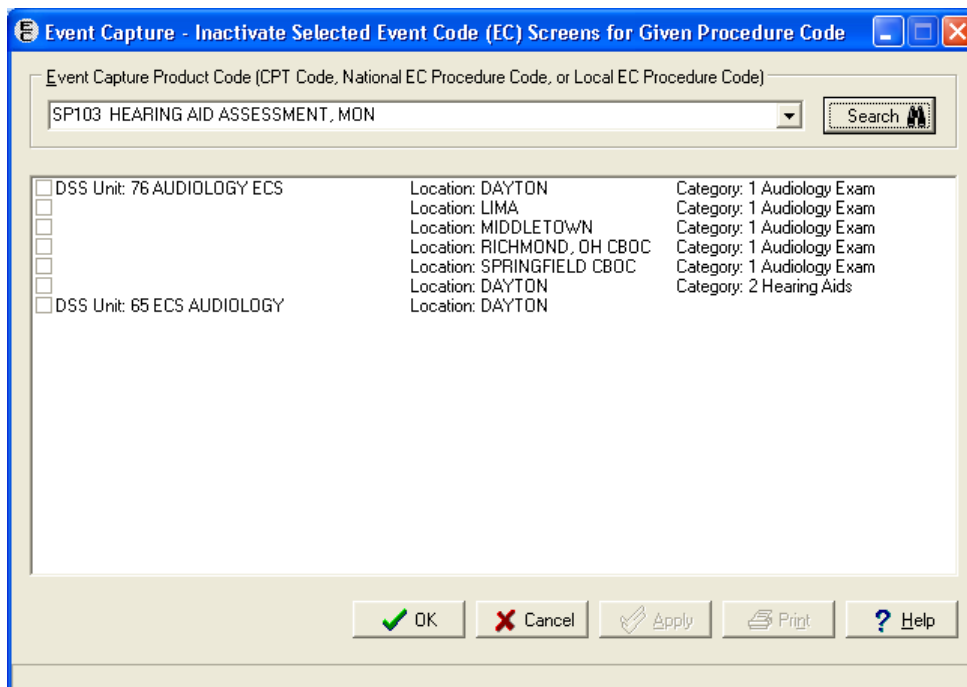 Event Capture - Inactivate Selected Event Code (EC) Screens for Given Procedure Code
Event Capture Product Code (CPT Code, National EC Procedure Code, or Local EC Procedure Code)
SP103 HEARING AID ASSESSMENT, MON
Search
DSS Unit: 76 AUDIOLOGY ECS Location: DAYTON Category: 1 Audiology Exam
Location: LIMA Category: 1 Audiology Exam
Location: MIDDLETOWN Category: 1 Audiology Exam
Location: RICHMOND, OH CBOC Category: 1 Audiology Exam
Location: SPRINGFIELD CBOC Category: 1 Audiology Exam
Location: DAYTON Category: 2 Hearing Aids
DSS Unit: 65 ECS AUDIOLOGY Location: DAYTON
OK Cancel Apply Print Help